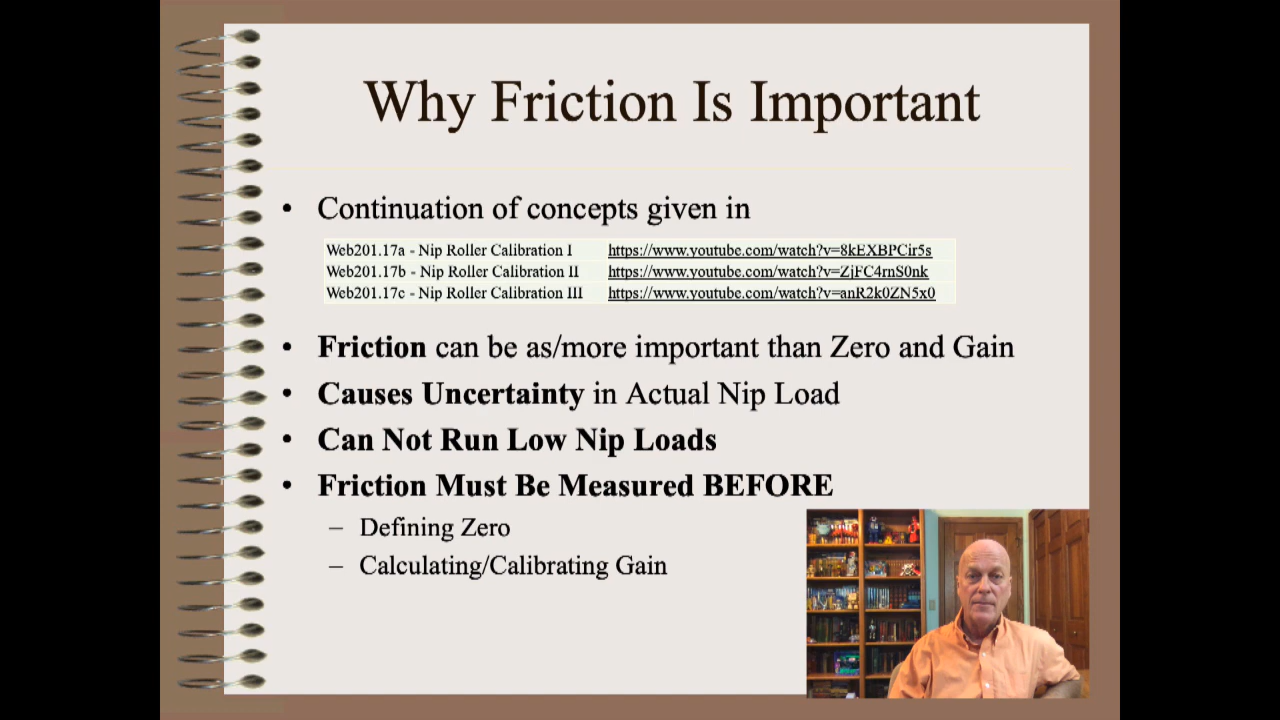 Why Friction Is Important
• Continuation of concepts given in
Web201.17a - Nip Roller Calibration I https://www.youtube.com/watch?v=8kEXBPCir5s
Web201.17b - Nip Roller Calibration II https://www.youtube.com/watch?v=ZjFC4rnS0nk
Web201.17c - Nip Roller Calibration III https://www.youtube.com/watch?v=anR2k0ZN5x0
• Friction can be as/more important than Zero and Gain
• Causes Uncertainty in Actual Nip Load
• Can Not Run Low Nip Loads
• Friction Must Be Measured BEFORE
– Defining Zero
– Calculating/Calibrating Gain